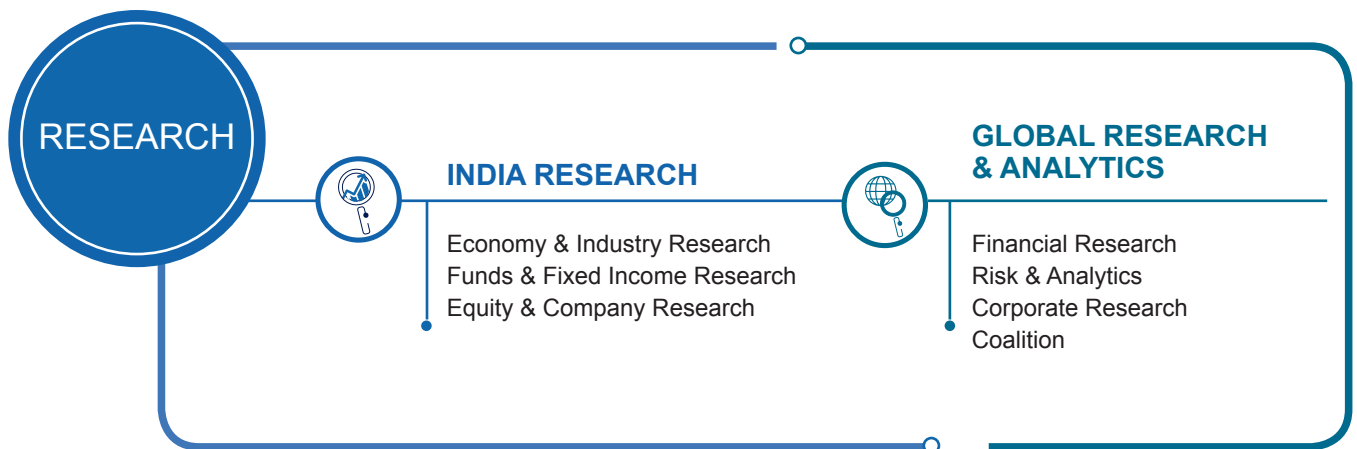 RESEARCH
INDIA RESEARCH
Economy & Industry Research
Funds & Fixed Income Research
Equity & Company Research
GLOBAL RESEARCH
& ANALYTICS
Financial Research
Risk & Analytics
Corporate Research
Coalition